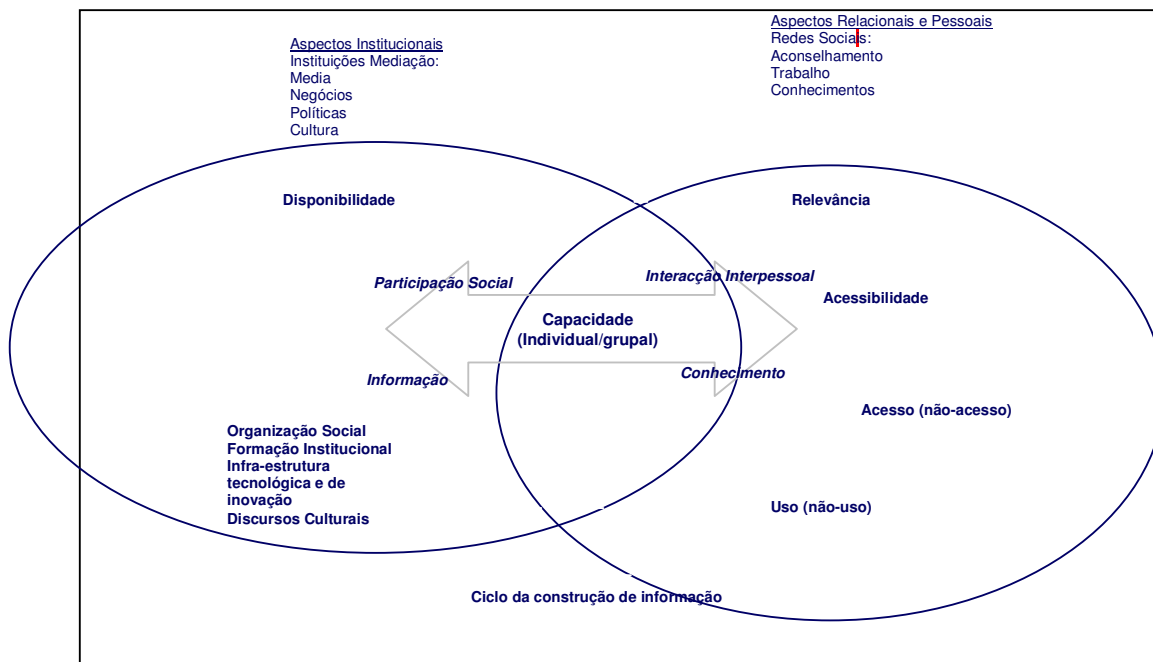 Aspectos Institucionais
Instituições Mediação:
Media
Negócios
Políticas
Cultura
Aspectos Relacionais e Pessoais
Redes Sociais:
Aconselhamento
Trabalho
Conhecimentos
Disponibilidade
Relevância
Participação Social
Interacção Interpessoal
Acessibilidade
Capacidade
(Individual/grupal)
Informação
Conhecimento
Acesso (não-acesso)
Organização Social
Formação Institucional
Infra-estrutura
tecnológica e de
inovação
Discursos Culturais
Uso (não-uso)
Ciclo da construção de informação